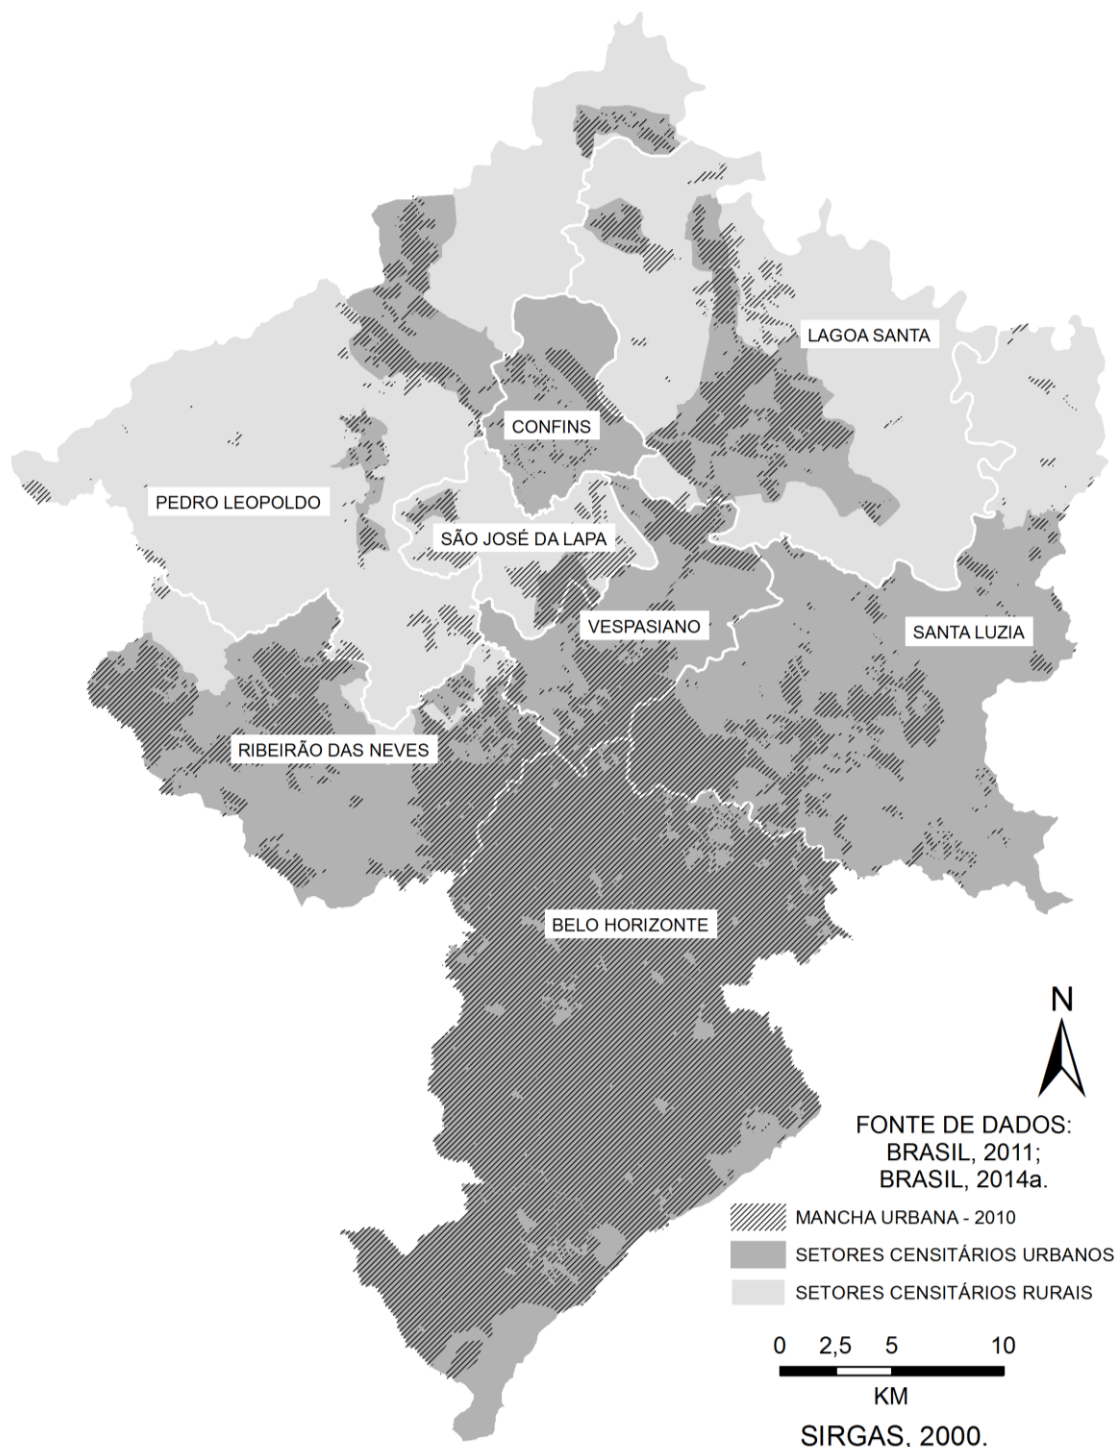 LAGOA SANTA
CONFINS
PEDRO LEOPOLDO
SÃO JOSÉ DA LAPA
VESPASIANO
SANTA LUZIA
RIBEIRÃO DAS NEVES
BELO HORIZONTE
N
FONTE DE DADOS:
BRASIL, 2011;
BRASIL, 2014a.
MANCHA URBANA - 2010
SETORES CENSITÁRIOS URBANOS
SETORES CENSITÁRIOS RURAIS
0 2,5 5 10
KM
SIRGAS. 2000.